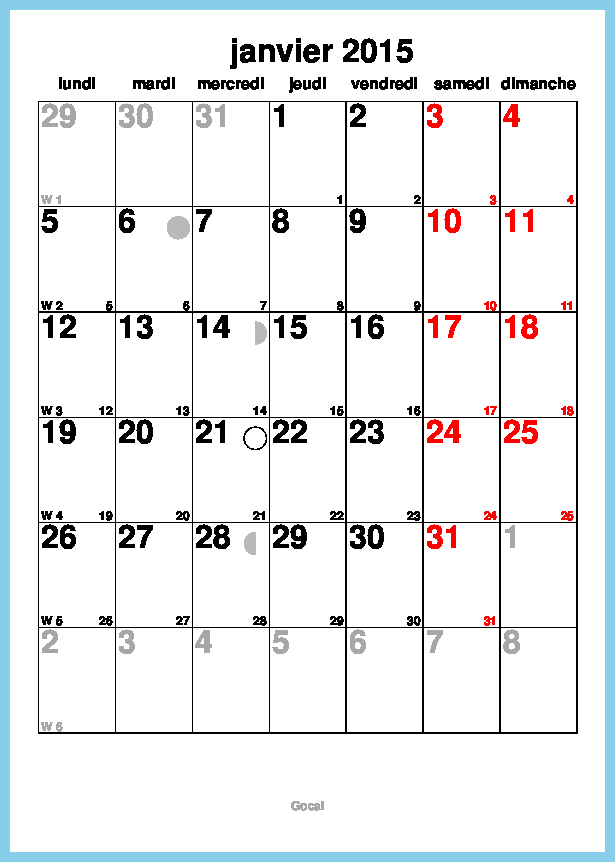 janvier 2015
lundi mardi mercredi jeudi vendredi samedi dimanche
29 30 31 1 2 3 4
W 1 1 2 3 4
5 6 7 8 9 10 11
W 2 5 6 7 8 9 10 11
12 13 14 15 16 17 18
W 3 12 13 14 15 16 17 18
19 20 21 22 23 24 25
W 4 19 20 21 22 23 24 25
26 27 28 29 30 31 1
W 5 26 27 28 29 30 31
2 3 4 5 6 7 8
W 6
Gocal